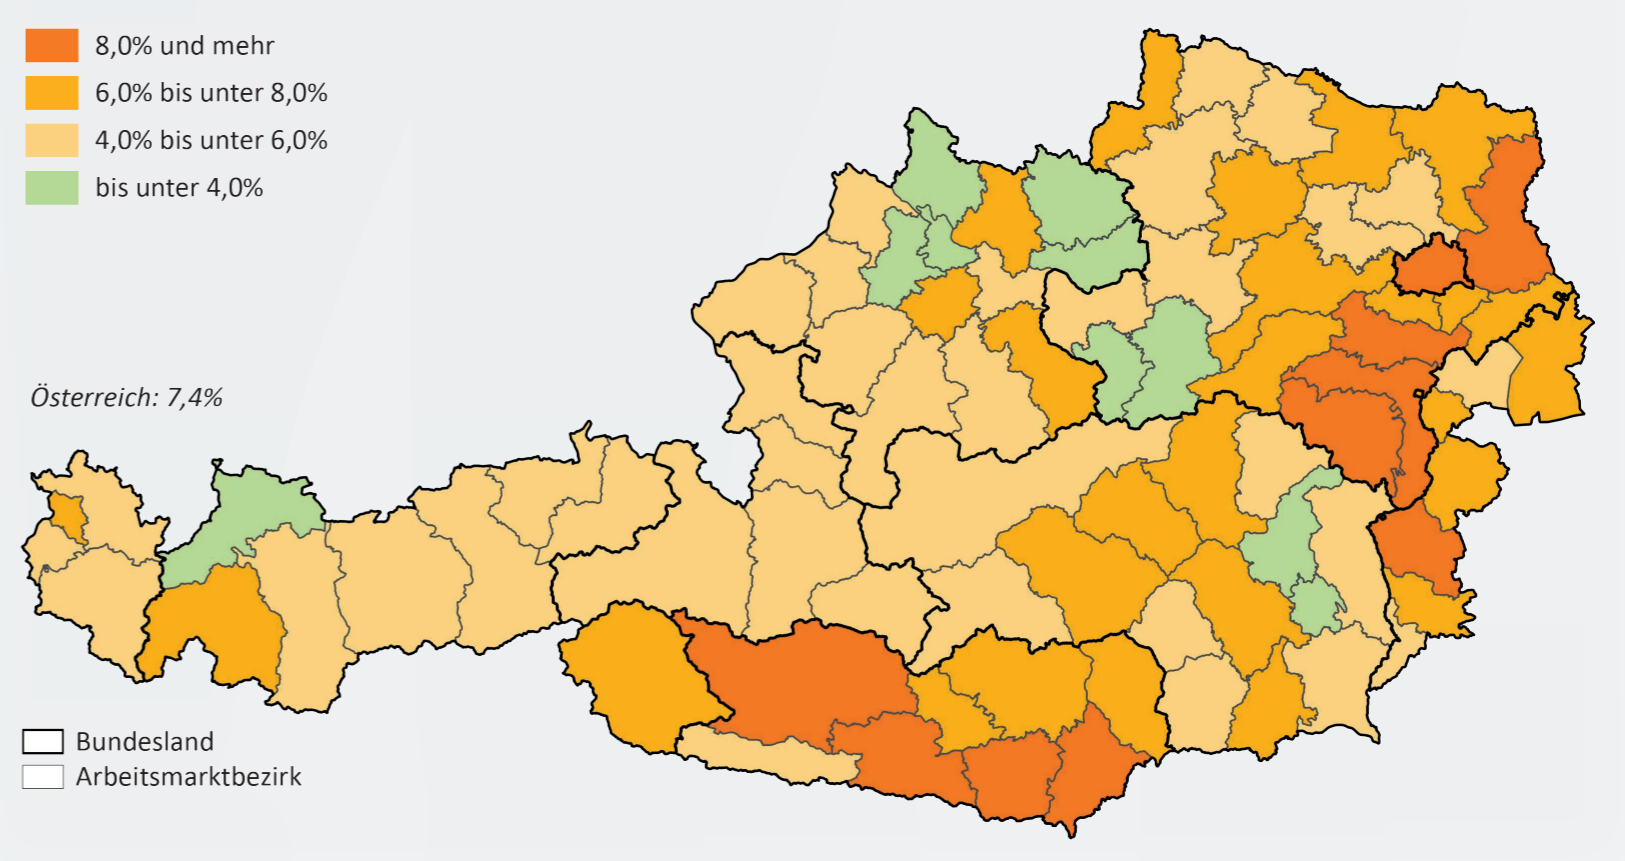 8,0% und mehr
6,0% bis unter 8,0%
4,0% bis unter 6,0%
bis unter 4,0%
Österreich: 7,4%
Bundesland
Arbeitsmarktbezirk